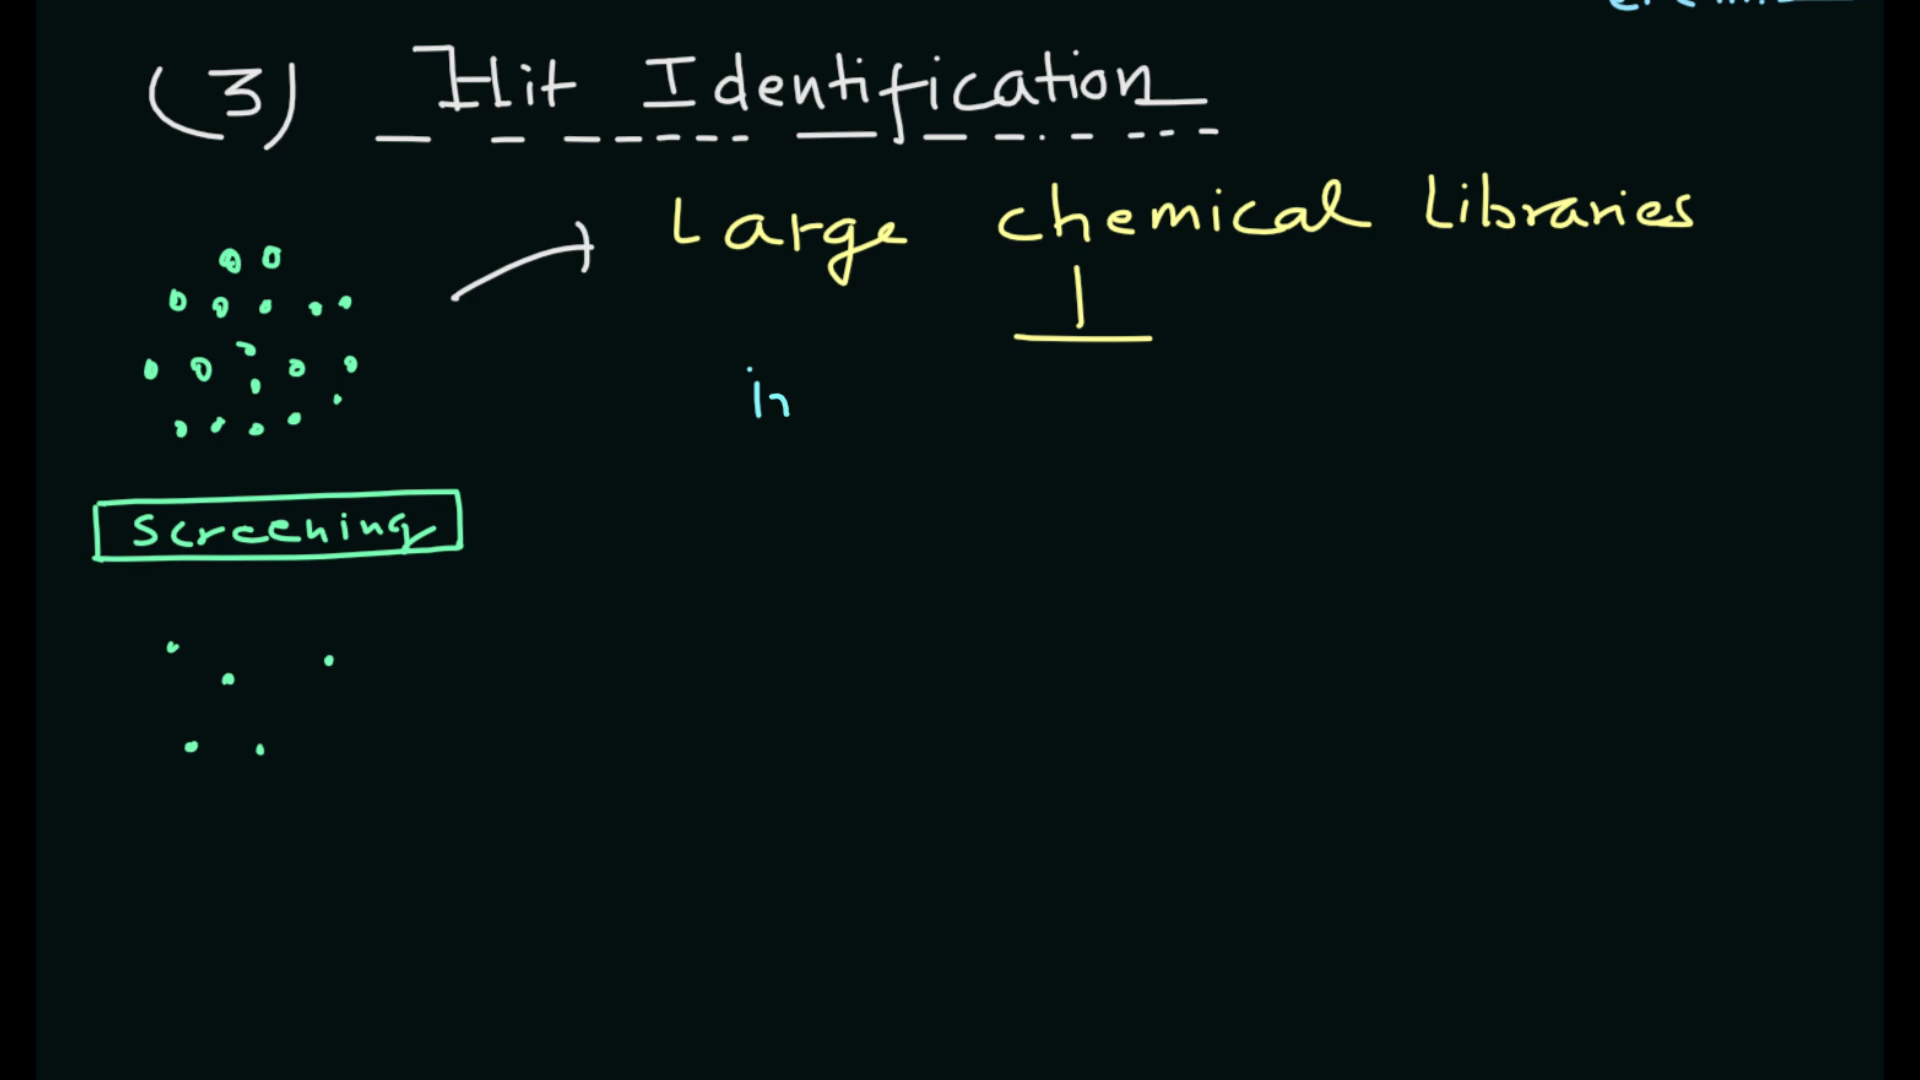 (3) Hit Identification
Large chemical Libraries
in
Screening